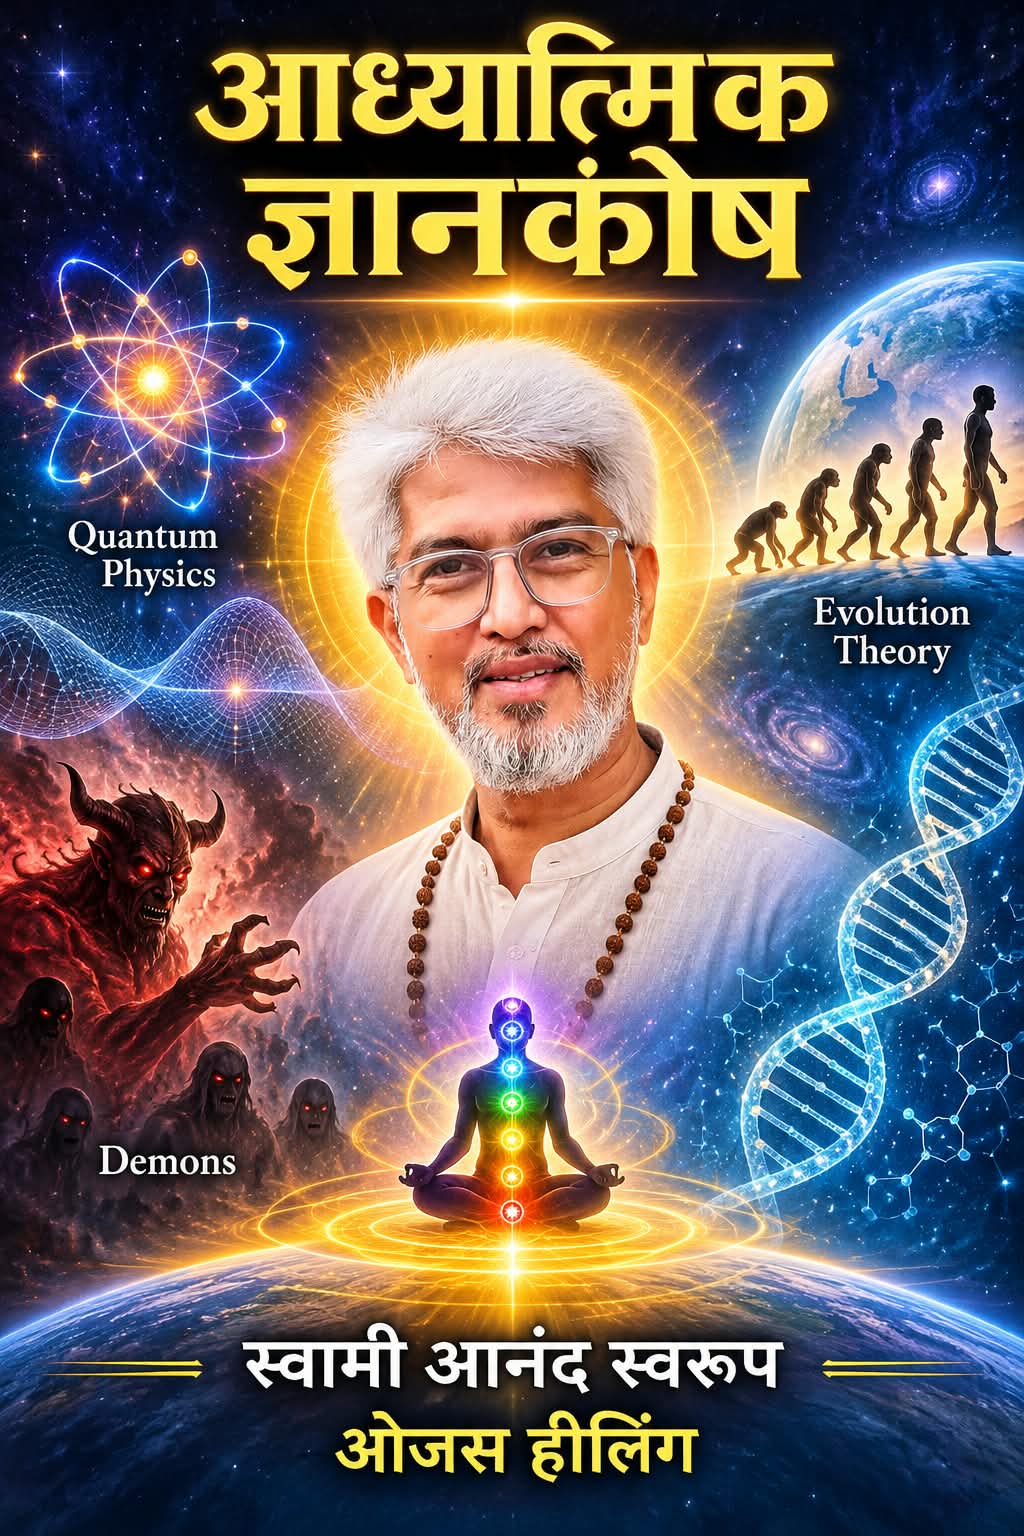 आध्यात्मिक
ज्ञानकंोष
Quantum
Physics
Evolution
Theory
Demons
स्वामी आनंद स्वरूप
ओजस हीलिंग